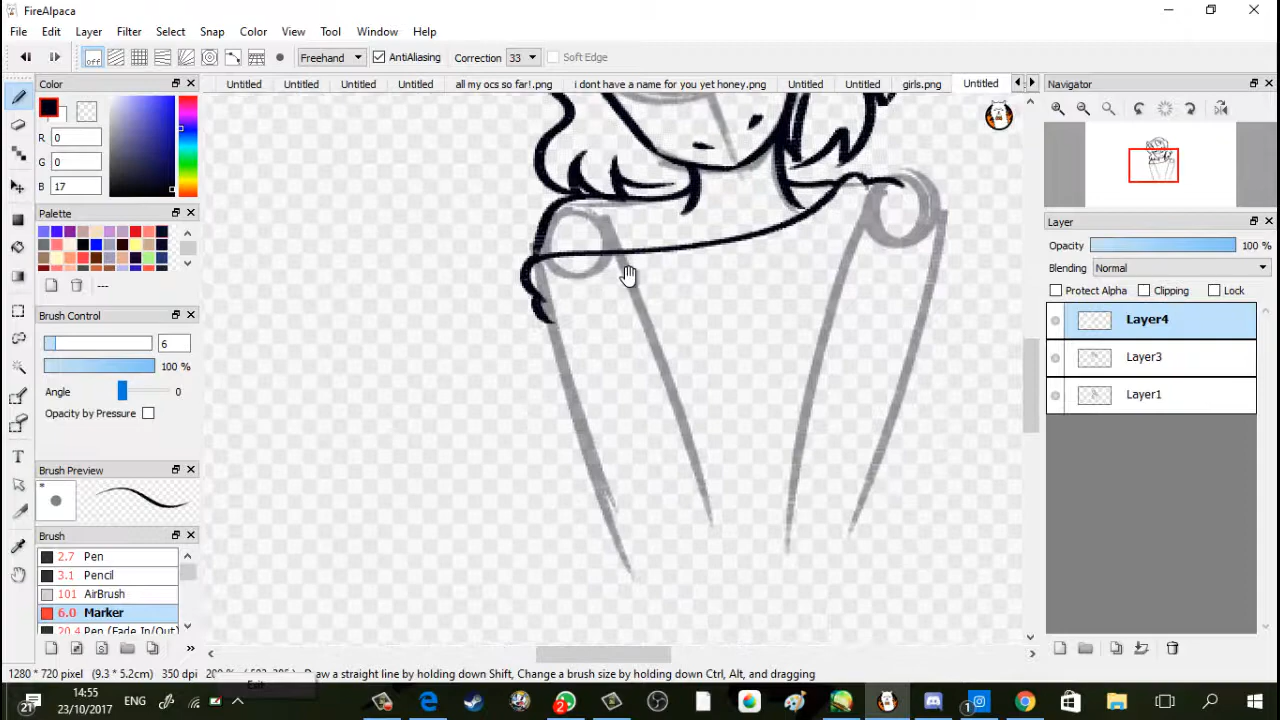 FireAlpaca
File Edit Layer Filter Select Snap Color View Tool Window Help
off Freehand AntiAliasing Correction 33 Soft Edge
Color Untitled Untitled Untitled Untitled all my ocs so far!.png i dont have a name for you yet honey.png Untitled Untitled girls.png Untitled Navigator
R 0
G 0
B 17
Palette
Layer
Opacity 100 %
Blending Normal
Protect Alpha Clipping Lock
---
Brush Control
Layer4
6
Layer3
100 %
Angle 0
Layer1
Opacity by Pressure
Brush Preview
*
Brush
2.7 Pen
3.1 Pencil
101 AirBrush
6.0 Marker
20.4 Pen (Fade In/Out)
1280 * 720 pixel (9.3 * 5.2cm) 350 dpi Draw a straight line by holding down Shift, Change a brush size by holding down Ctrl, Alt, and dragging
Exit
21 14:55 ENG 2 1
23/10/2017